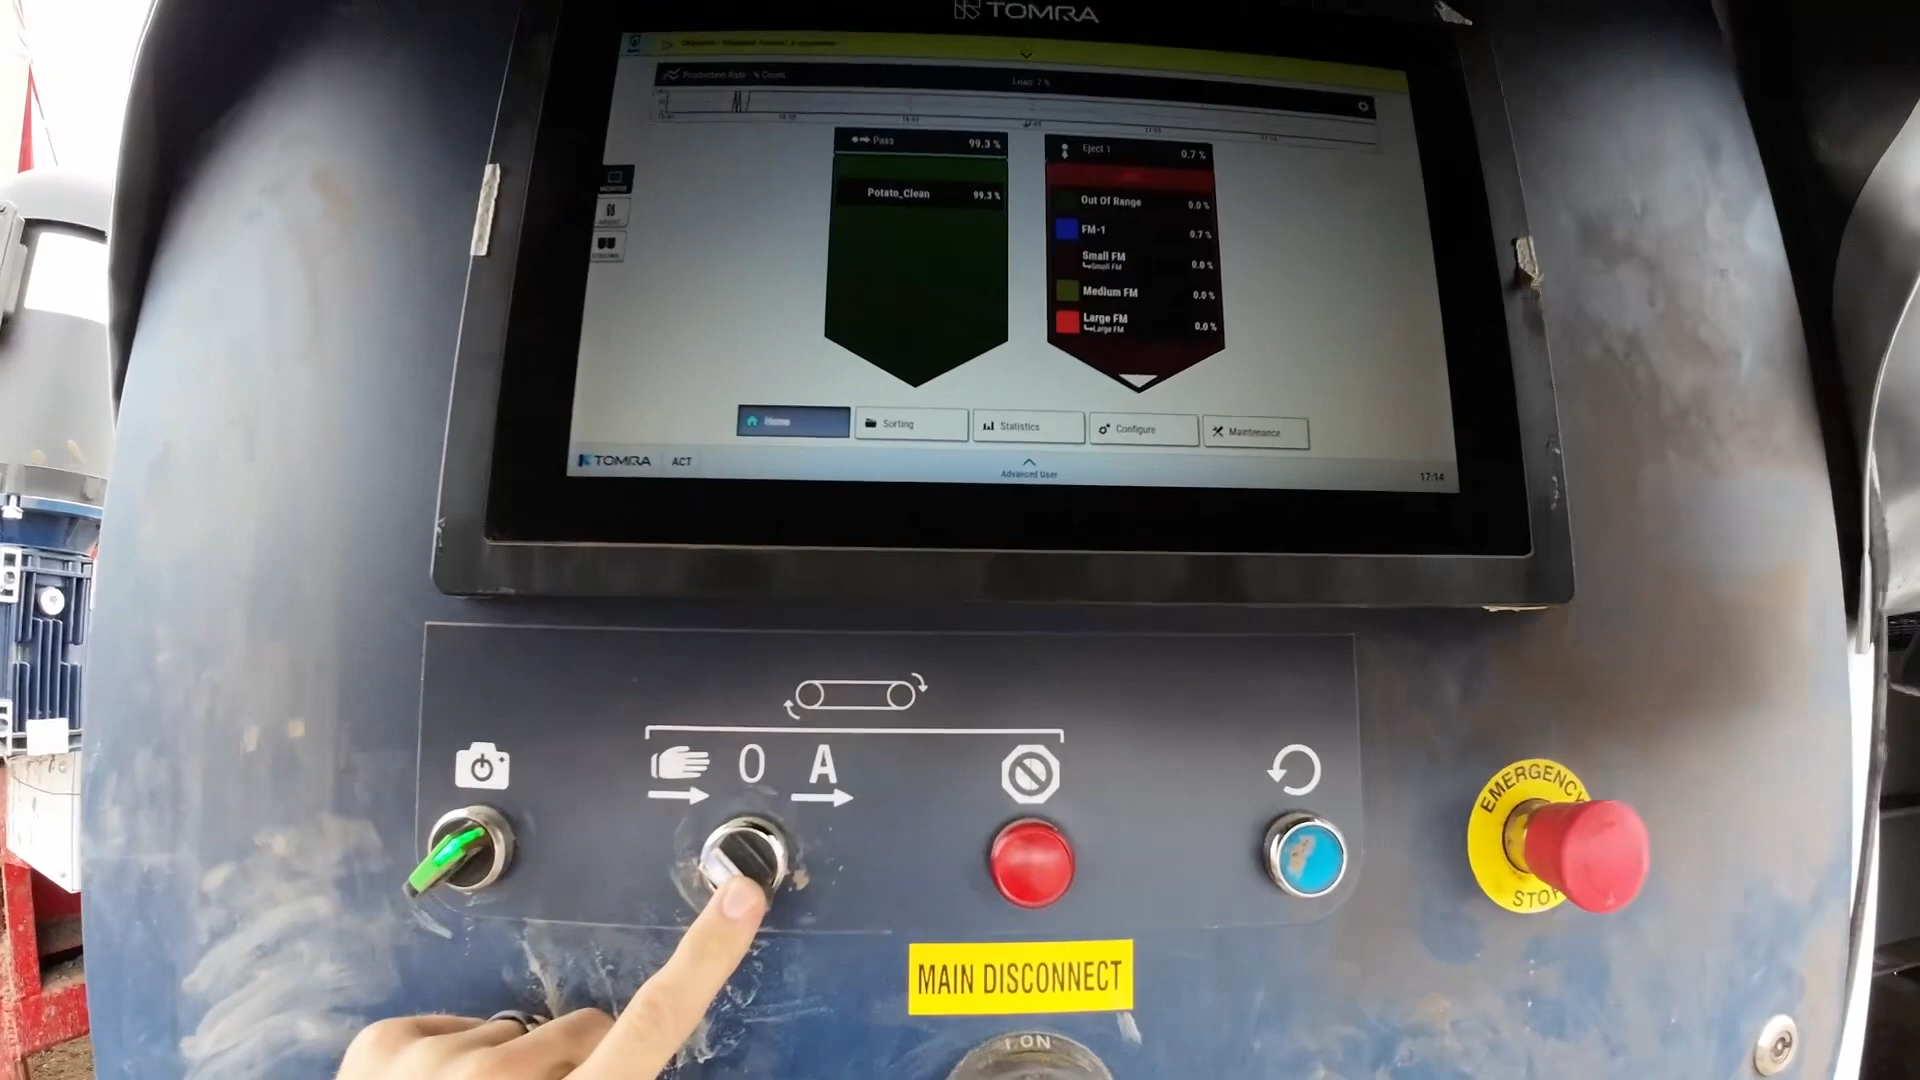 TOMRA
Production Rate - % Count
Load: 7 %
Pass 99.3 %
Potato_Clean 99.3 %
Eject 1 0.7 %
Out Of Range 0.0 %
FM-1 0.7 %
Small FM 0.0 %
Small FM
Medium FM 0.0 %
Large FM 0.0 %
Large FM
Home Sorting Statistics Configure Maintenance
TOMRA ACT
Advanced User
17:14
0 A
EMERGENCY
STOP
MAIN DISCONNECT
I ON